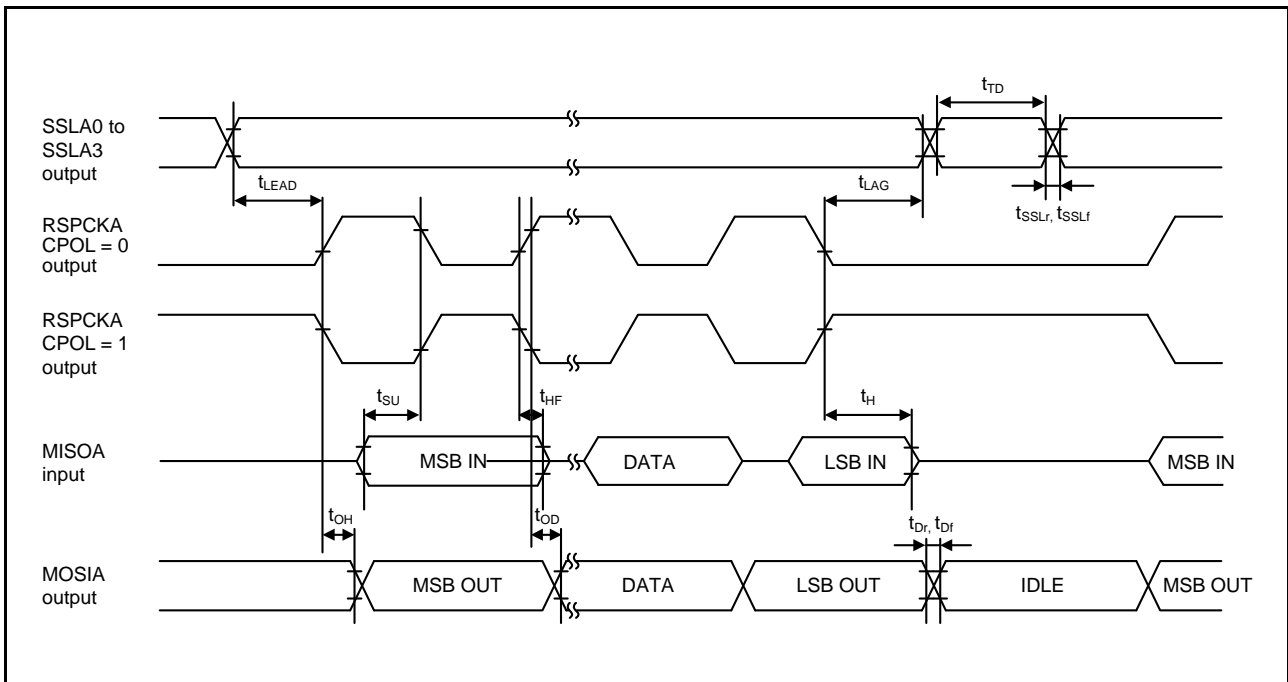 tTD
SSLA0 to
SSLA3
output
tLEAD
tLAG
tSSLr, tSSLf
RSPCKA
CPOL = 0
output
RSPCKA
CPOL = 1
output
tSU
tHF
tH
MISOA
input
MSB IN
DATA
LSB IN
MSB IN
tOH
tOD
tDr, tDf
MOSIA
output
MSB OUT
DATA
LSB OUT
IDLE
MSB OUT